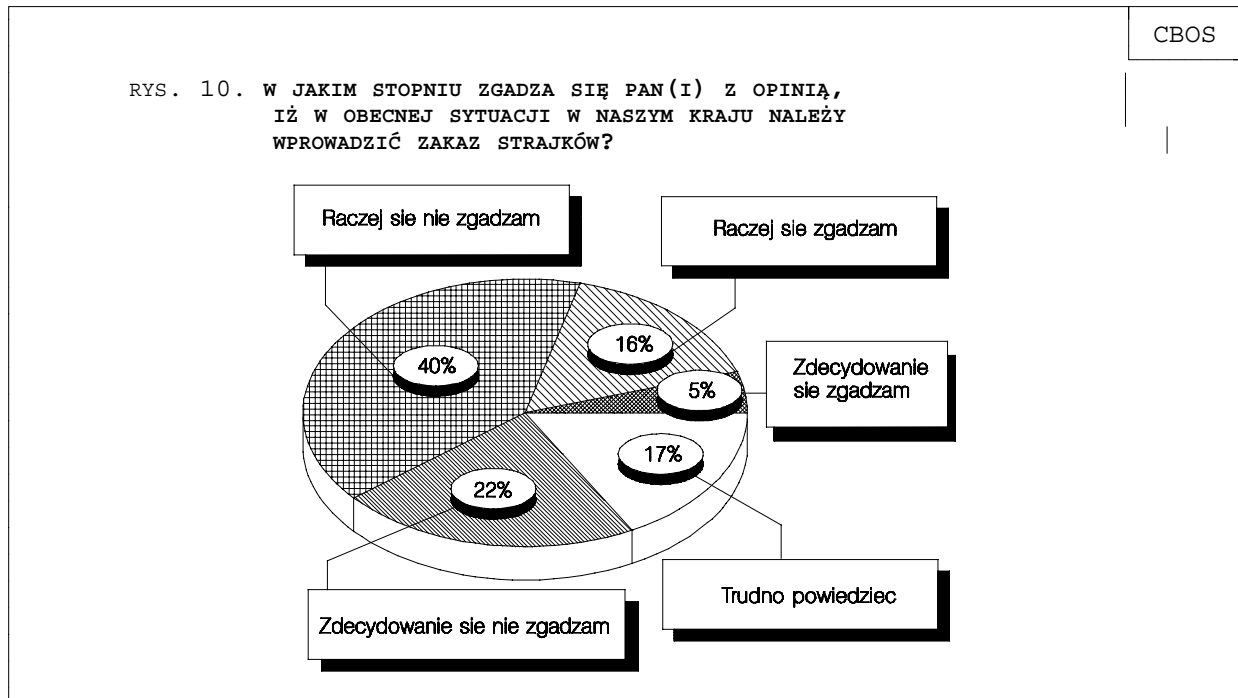 CBOS
RYS. 10. W JAKIM STOPNIU ZGADZA SIĘ PAN(I) Z OPINIĄ,
IŻ W OBECNEJ SYTUACJI W NASZYM KRAJU NALEŻY
WPROWADZIĆ ZAKAZ STRAJKÓW?
Raczej sie nie zgadzam
Raczej sie zgadzam
16%
40%
Zdecydowanie
sie zgadzam
5%
17%
22%
Trudno powiedziec
Zdecydowanie sie nie zgadzam